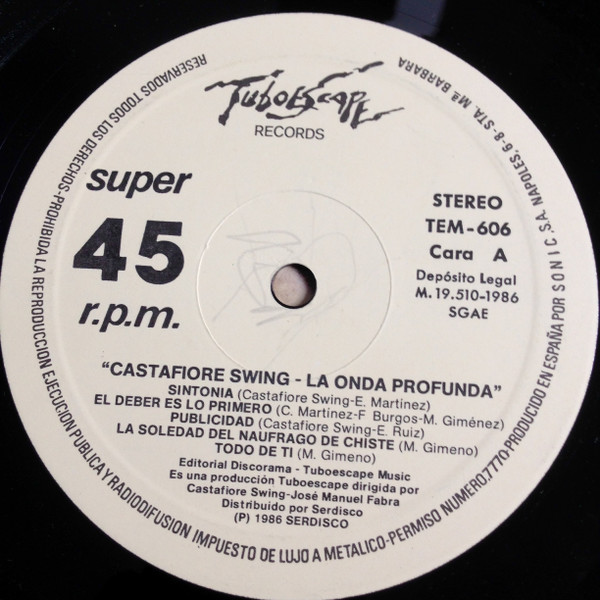 TuboEscape
RECORDS
super
45
r.p.m.
STEREO
TEM-606
Cara A
Depósito Legal
M. 19.510-1986
SGAE
"CASTAFIORE SWING - LA ONDA PROFUNDA"
SINTONIA (Castafiore Swing-E. Martinez)
EL DEBER ES LO PRIMERO (C. Martinez-F Burgos-M. Giménez)
PUBLICIDAD (Castafiore Swing-E. Ruiz)
LA SOLEDAD DEL NAUFRAGO DE CHISTE (M. Gimeno)
TODO DE TI (M. Gimeno)
Editorial Discorama - Tuboescape Music
Es una producción Tuboescape dirigida por
Castafiore Swing-José Manuel Fabra
Distribuido por Serdisco
(P) 1986 SERDISCO
RESERVADOS TODOS LOS DERECHOS-PROHIBIDA LA REPRODUCCION EJECUCION PUBLICA Y RADIODIFUSION IMPUESTO DE LUJO A METALICO-PERMISO NUMERO.7770.PRODUCIDO EN ESPAÑA POR SONIC S.A. NAPOLES, 6-8-STA. Mª BARBARA